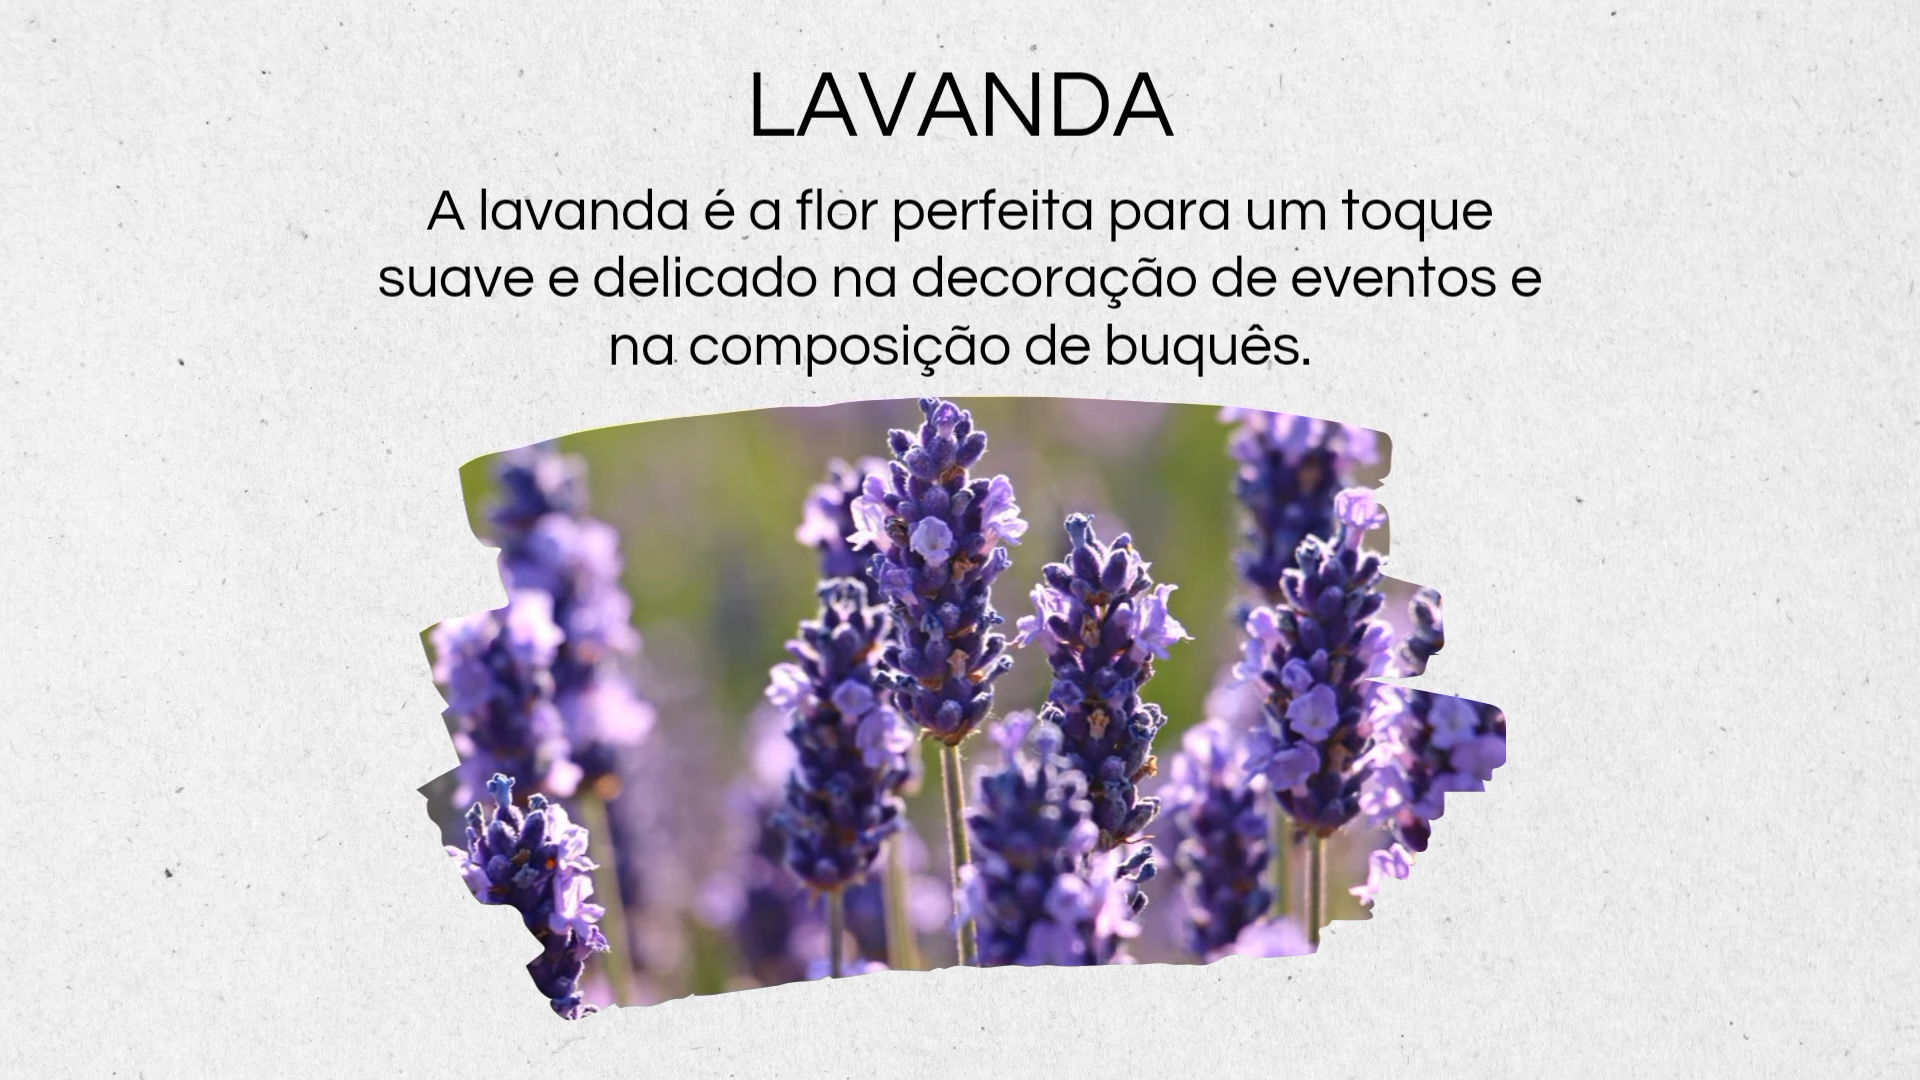 LAVANDA
A lavanda é a flor perfeita para um toque
suave e delicado na decoração de eventos e
na composição de buquês.